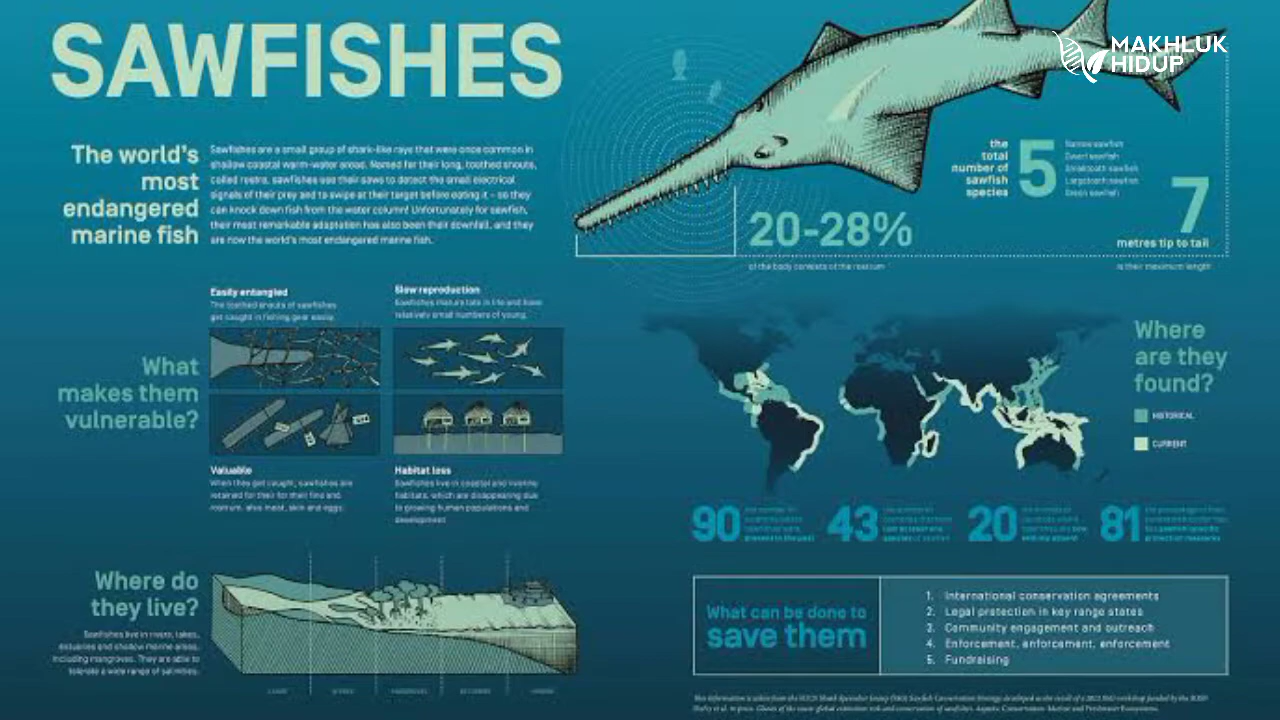 SAWFISHES
MAKHLUK
HIDUP
The world's
most
endangered
marine fish
Sawfishes are a small group of shark-like rays that were once common in
shallow coastal warm-water areas. Named for their long, toothed snouts,
called rostra, sawfishes use their saws to detect the small electrical
signals of their prey and to swipe at their target before eating it – so they
can knock down fish from the water column! Unfortunately for sawfish,
their most remarkable adaptation has also been their downfall, and they
are now the world's most endangered marine fish.
the
total
number of
sawfish
species
5
Narrow sawfish
Dwarf sawfish
Smalltooth sawfish
Largetooth sawfish
Green sawfish
7
metres tip to tail
is their maximum length
20-28%
of the body consists of the rostrum
What
makes them
vulnerable?
Easily entangled
The toothed snouts of sawfishes
get caught in fishing gear easily.
Slow reproduction
Sawfishes mature late in life and have
relatively small numbers of young.
Valuable
When they get caught, sawfishes are
retained for their for their fins and
rostrum, also meat, skin and eggs.
Habitat loss
Sawfishes live in coastal and riverine
habitats, which are disappearing due
to growing human populations and
development
Where
are they
found?
HISTORICAL
CURRENT
90
43
20
81
Where do
they live?
Sawfishes live in rivers, lakes,
estuaries and shallow marine areas,
including mangroves. They are able to
tolerate a wide range of salinities.
What can be done to
save them
1. International conservation agreements
2. Legal protection in key range states
3. Community engagement and outreach
4. Enforcement, enforcement, enforcement
5. Fundraising